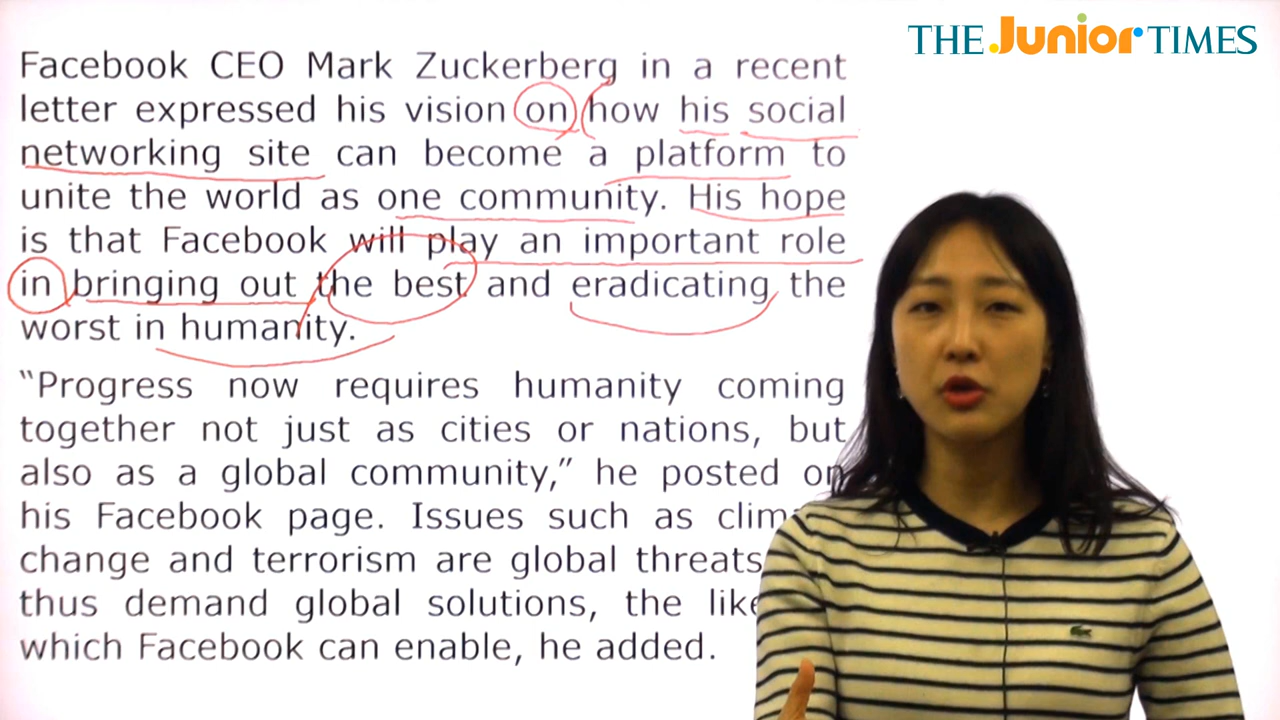 THE Junior TIMES
Facebook CEO Mark Zuckerberg in a recent
letter expressed his vision on how his social
networking site can become a platform to
unite the world as one community. His hope
is that Facebook will play an important role
in bringing out the best and eradicating the
worst in humanity.
“Progress now requires humanity coming
together not just as cities or nations, but
also as a global community,” he posted on
his Facebook page. Issues such as
change and terrorism are global threats
thus demand global solutions, the
which Facebook can enable, he added.